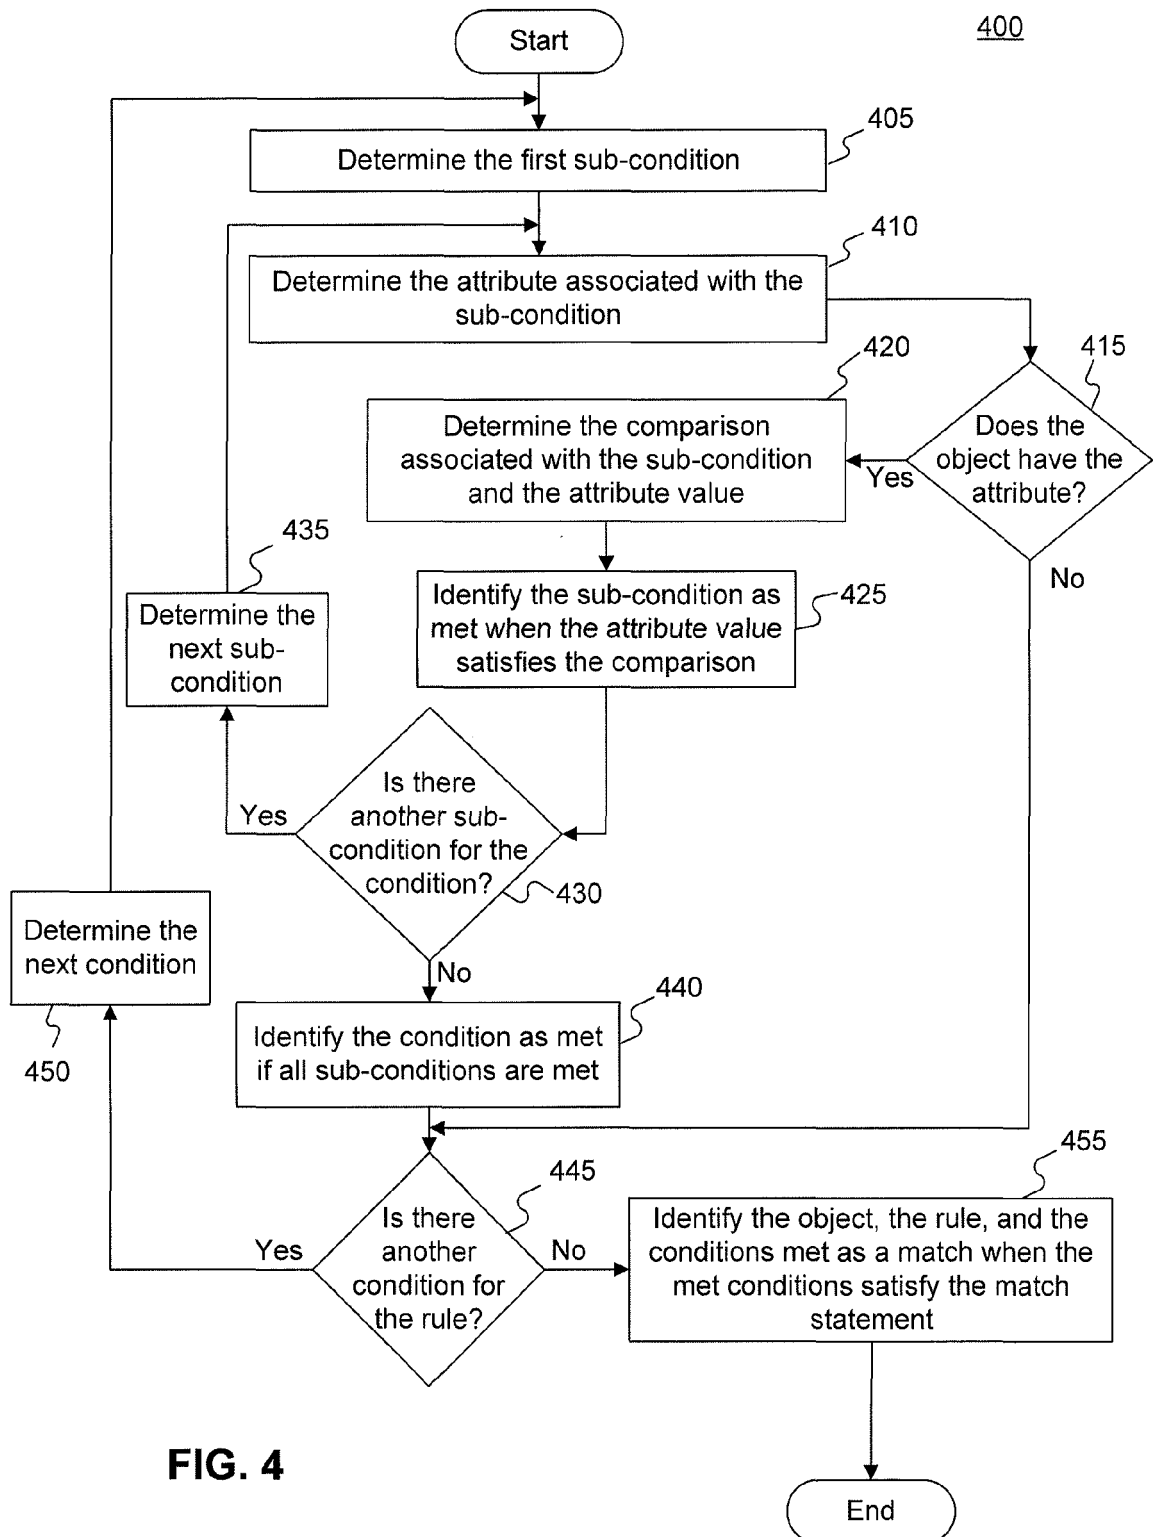 Start
400
405
Determine the first sub-condition
410
Determine the attribute associated with the
sub-condition
420
415
Determine the comparison
associated with the sub-condition
and the attribute value
Does the
object have the
attribute?
Yes
No
435
Determine the
next sub-
condition
Identify the sub-condition as
met when the attribute value
satisfies the comparison
425
Is there
another sub-
condition for the
condition?
Yes
430
No
Determine the
next condition
450
440
Identify the condition as met
if all sub-conditions are met
445
455
Is there
another
condition for
the rule?
Yes
No
Identify the object, the rule, and the
conditions met as a match when the
met conditions satisfy the match
statement
FIG. 4
End